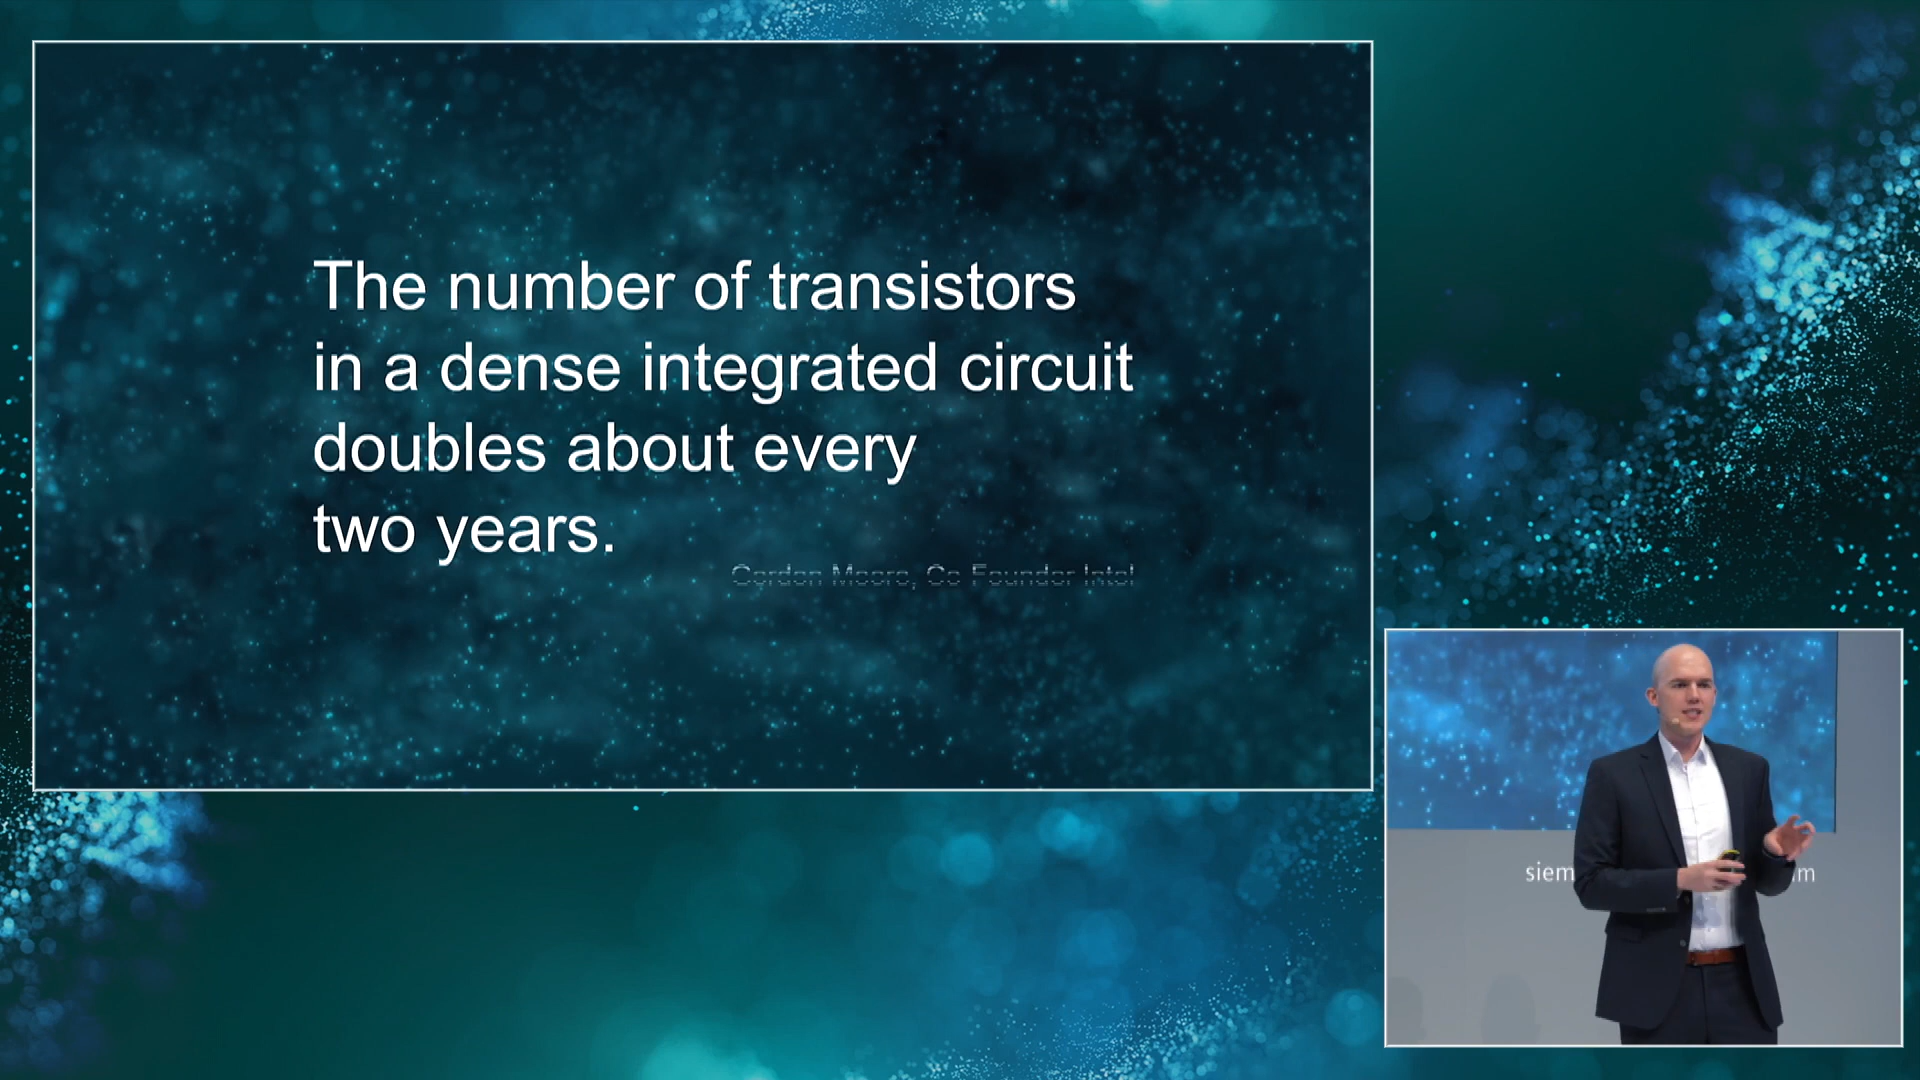 The number of transistors
in a dense integrated circuit
doubles about every
two years.
Gordon Moore, Co Founder Intel
siem
m